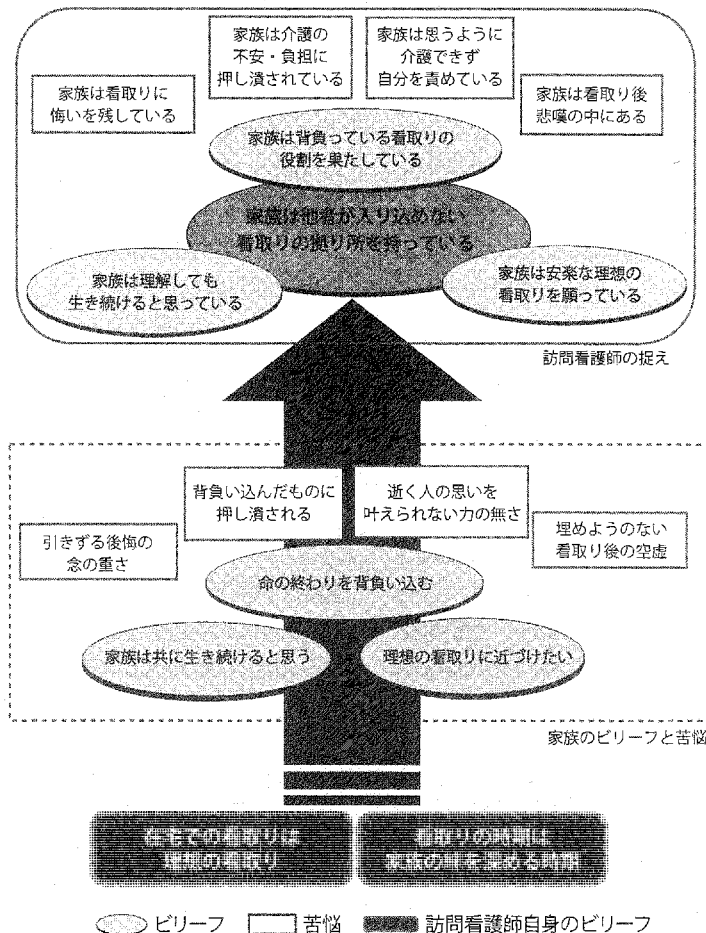 家族は介護の
不安・負担に
押し潰されている
家族は思うように
介護できず
自分を責めている
家族は看取りに
悔いを残している
家族は看取り後
悲嘆の中にある
家族は背負っている看取りの
役割を果たしている
家族は他者が入り込めない
看取りの拠り所を持っている
家族は理解しても
生き続けると思っている
家族は安楽な理想の
看取りを願っている
訪問看護師の捉え
背負い込んだものに
押し潰される
逝く人の思いを
叶えられない力の無さ
引きずる後悔の
念の重さ
埋めようのない
看取り後の空虚
命の終わりを背負い込む
家族は共に生き続けると思う
理想の看取りに近づけたい
家族のビリーフと苦悩
在宅での看取りは
理想の看取り
看取りの時期は
家族の絆を深める時期
ビリーフ
苦悩
訪問看護師自身のビリーフ